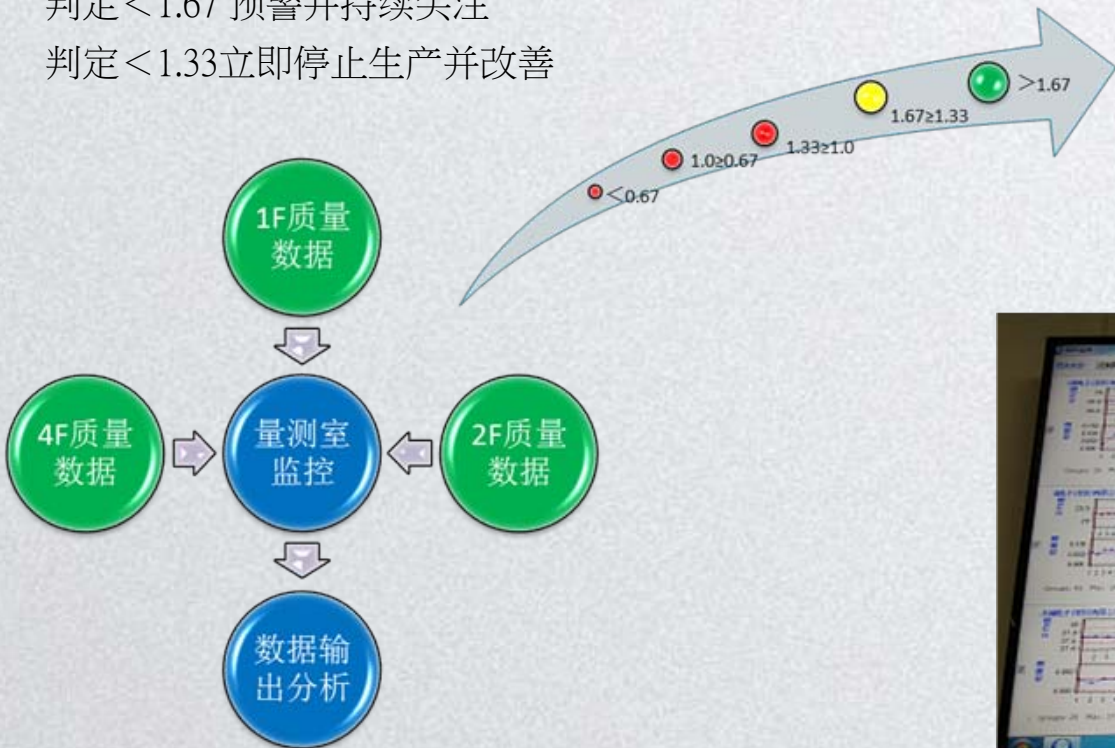 判定＜1.67 预警并持续关注
判定＜1.33立即停止生产并改善
＞1.67
1.67≥1.33
1.33≥1.0
1.0≥0.67
＜0.67
1F质量
数据
4F质量
数据
量测室
监控
2F质量
数据
数据输
出分析